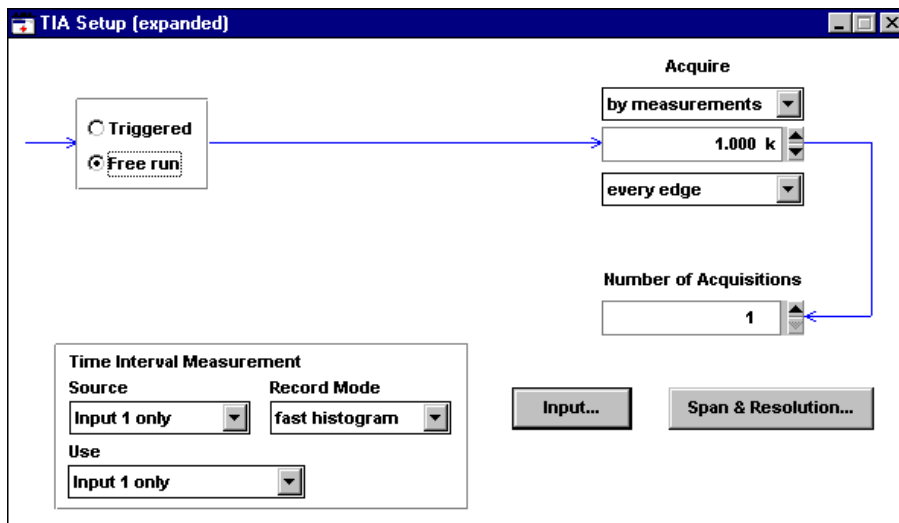 TIA Setup (expanded)
Acquire
by measurements
Triggered
1.000 k
Free run
every edge
Number of Acquisitions
1
Time Interval Measurement
Source Record Mode
Input 1 only fast histogram
Input... Span & Resolution...
Use
Input 1 only